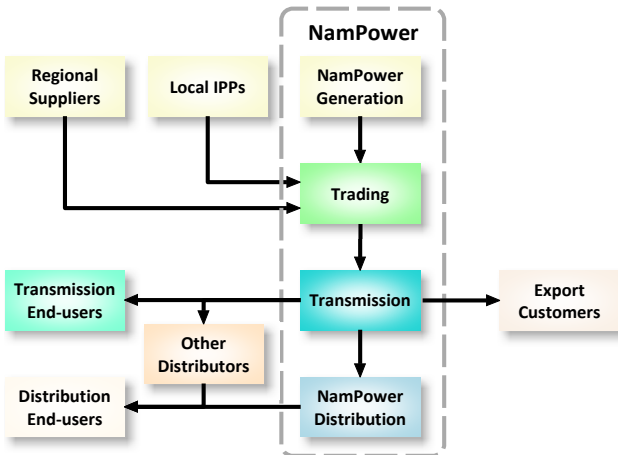 NamPower
Regional
Suppliers
Local IPPs
NamPower
Generation
Trading
Transmission
End-users
Transmission
Export
Customers
Other
Distributors
Distribution
End-users
NamPower
Distribution